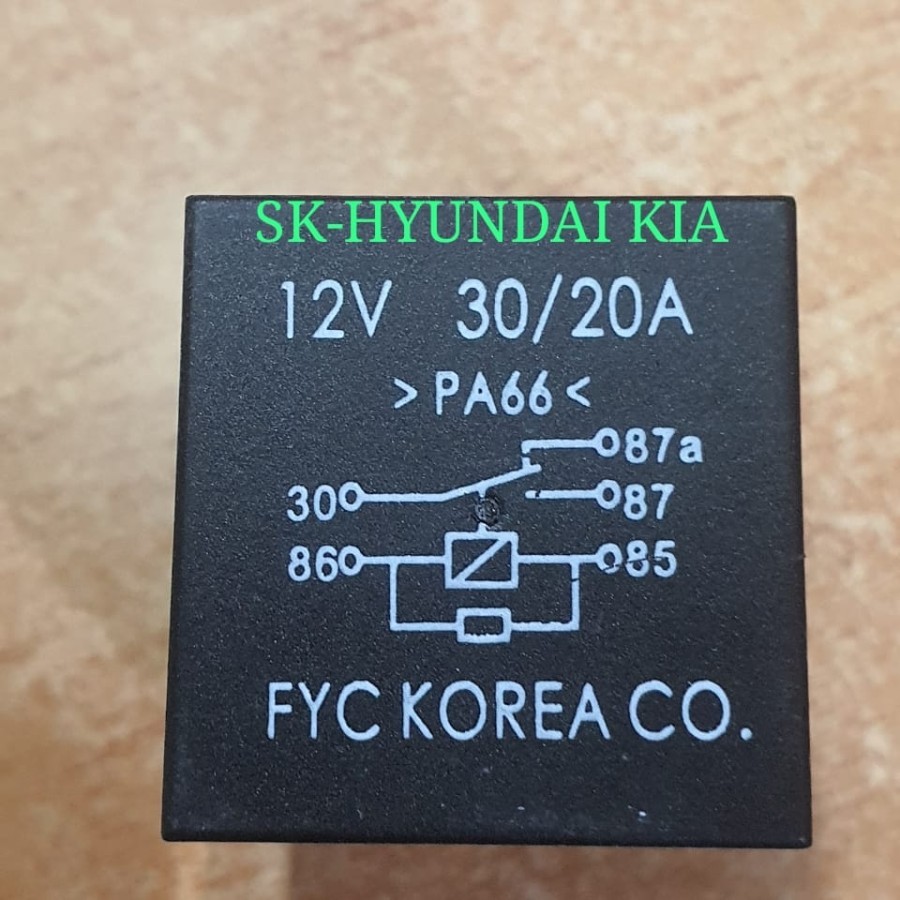 SK-HYUNDAI KIA
12V 30/20A
>PA66<
87a
30 87
86 85
FYC KOREA CO.